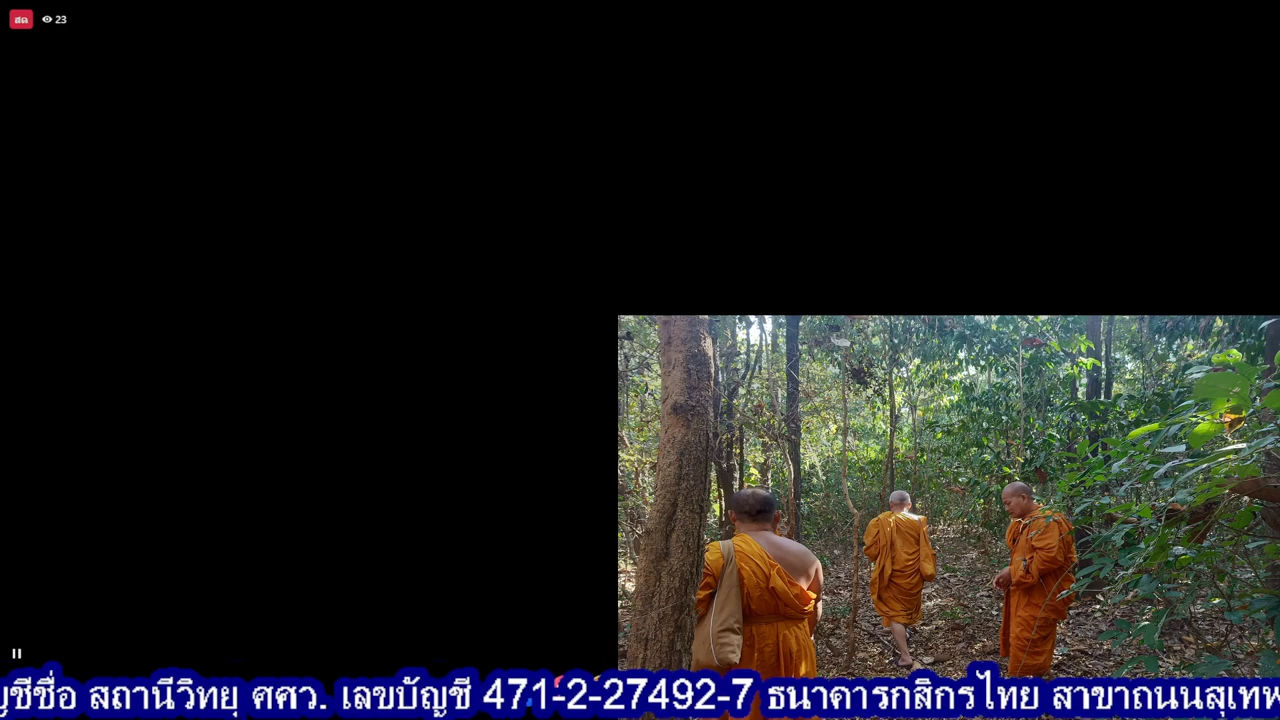 สด 23
บัญชีชื่อ สถานีวิทยุ ศศว. เลขบัญชี 471-2-27492-7 ธนาคารกสิกรไทย สาขาถนนสุเทพ